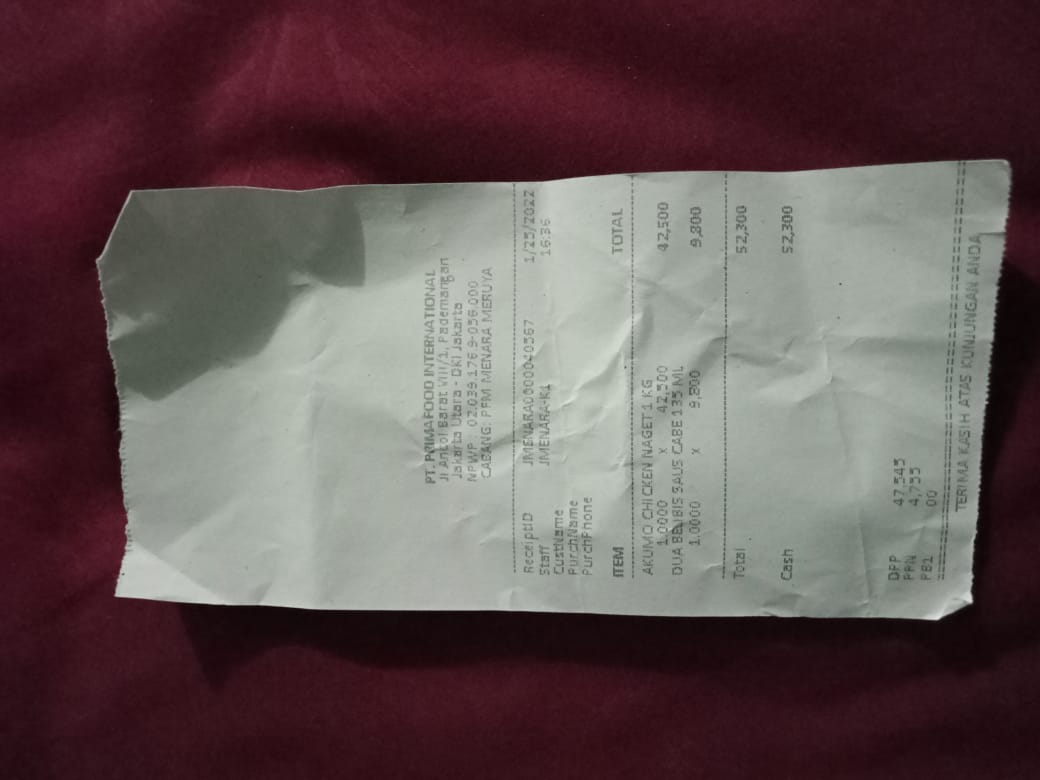 PT. PRIMAFOOD INTERNATIONAL
Jl Ancol Barat VIII/1, Pademangan
Jakarta Utara - DKI Jakarta
NPWP : 02.039.176.9-056.000
CABANG: PFM MENARA MERUYA
ReceiptID JMENARA0000040567 1/25/2022
Staff JMENARA-K1 16:36
CustName
PurchName
PurchPhone
ITEM TOTAL
AKUMO CHICKEN NAGET 1 KG
1.0000 x 42,500 42,500
DUA BELIBIS SAUS CABE 135 ML
1.0000 x 9,800 9,800
Total 52,300
Cash 52,300
DPP 47,545
PPN 4,755
PB1 00
TERIMA KASIH ATAS KUNJUNGAN ANDA